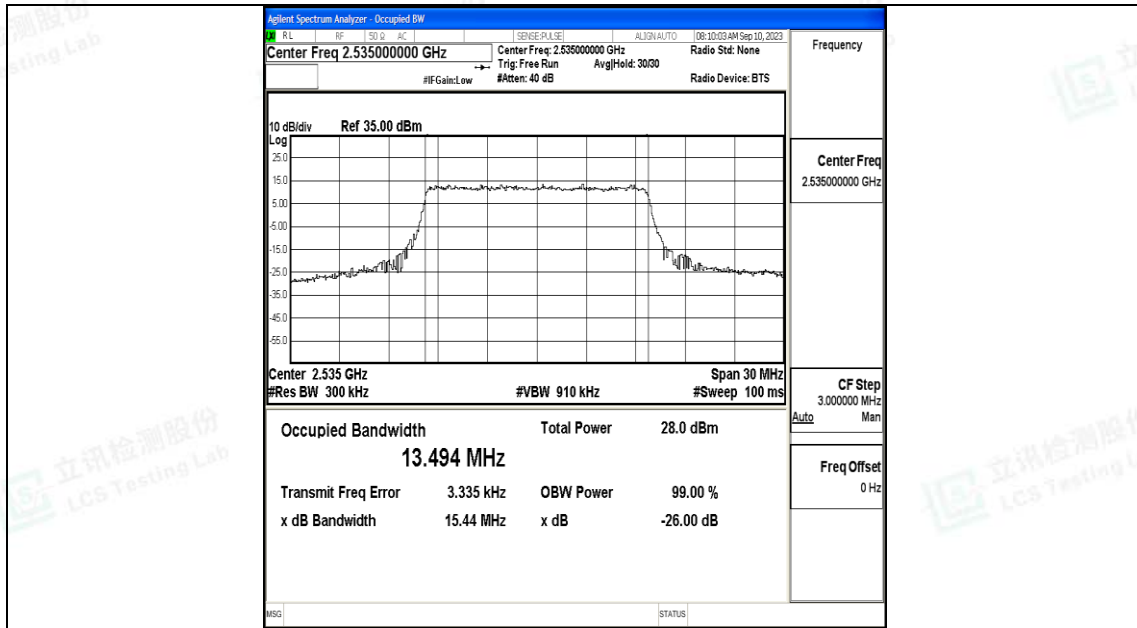 Agilent Spectrum Analyzer - Occupied BW
LXI RL RF 50 Ω AC SENSE:PULSE ALIGN AUTO 08:10:03 AM Sep 10, 2023
Center Freq 2.535000000 GHz
Center Freq: 2.535000000 GHz
Radio Std: None
Trig: Free Run Avg|Hold: 30/30
#IFGain:Low #Atten: 40 dB Radio Device: BTS
10 dB/div Ref 35.00 dBm
Log
25.0
15.0
5.00
-5.00
-15.0
-25.0
-35.0
-45.0
-55.0
Center 2.535 GHz Span 30 MHz
#Res BW 300 kHz #VBW 910 kHz #Sweep 100 ms
Occupied Bandwidth Total Power 28.0 dBm
13.494 MHz
Transmit Freq Error 3.335 kHz OBW Power 99.00 %
x dB Bandwidth 15.44 MHz x dB -26.00 dB
MSG STATUS
Frequency
Center Freq
2.535000000 GHz
CF Step
3.000000 MHz
Auto Man
Freq Offset
0 Hz
立讯检测股份
LCS Testing Lab
立讯检测股份
LCS Testing L